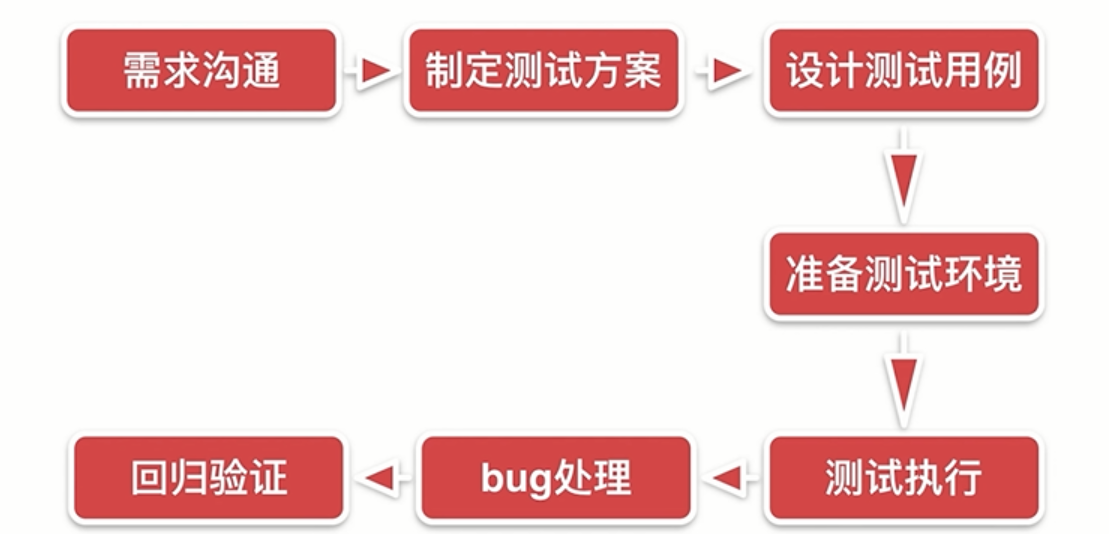 需求沟通
制定测试方案
设计测试用例
准备测试环境
测试执行
bug处理
回归验证